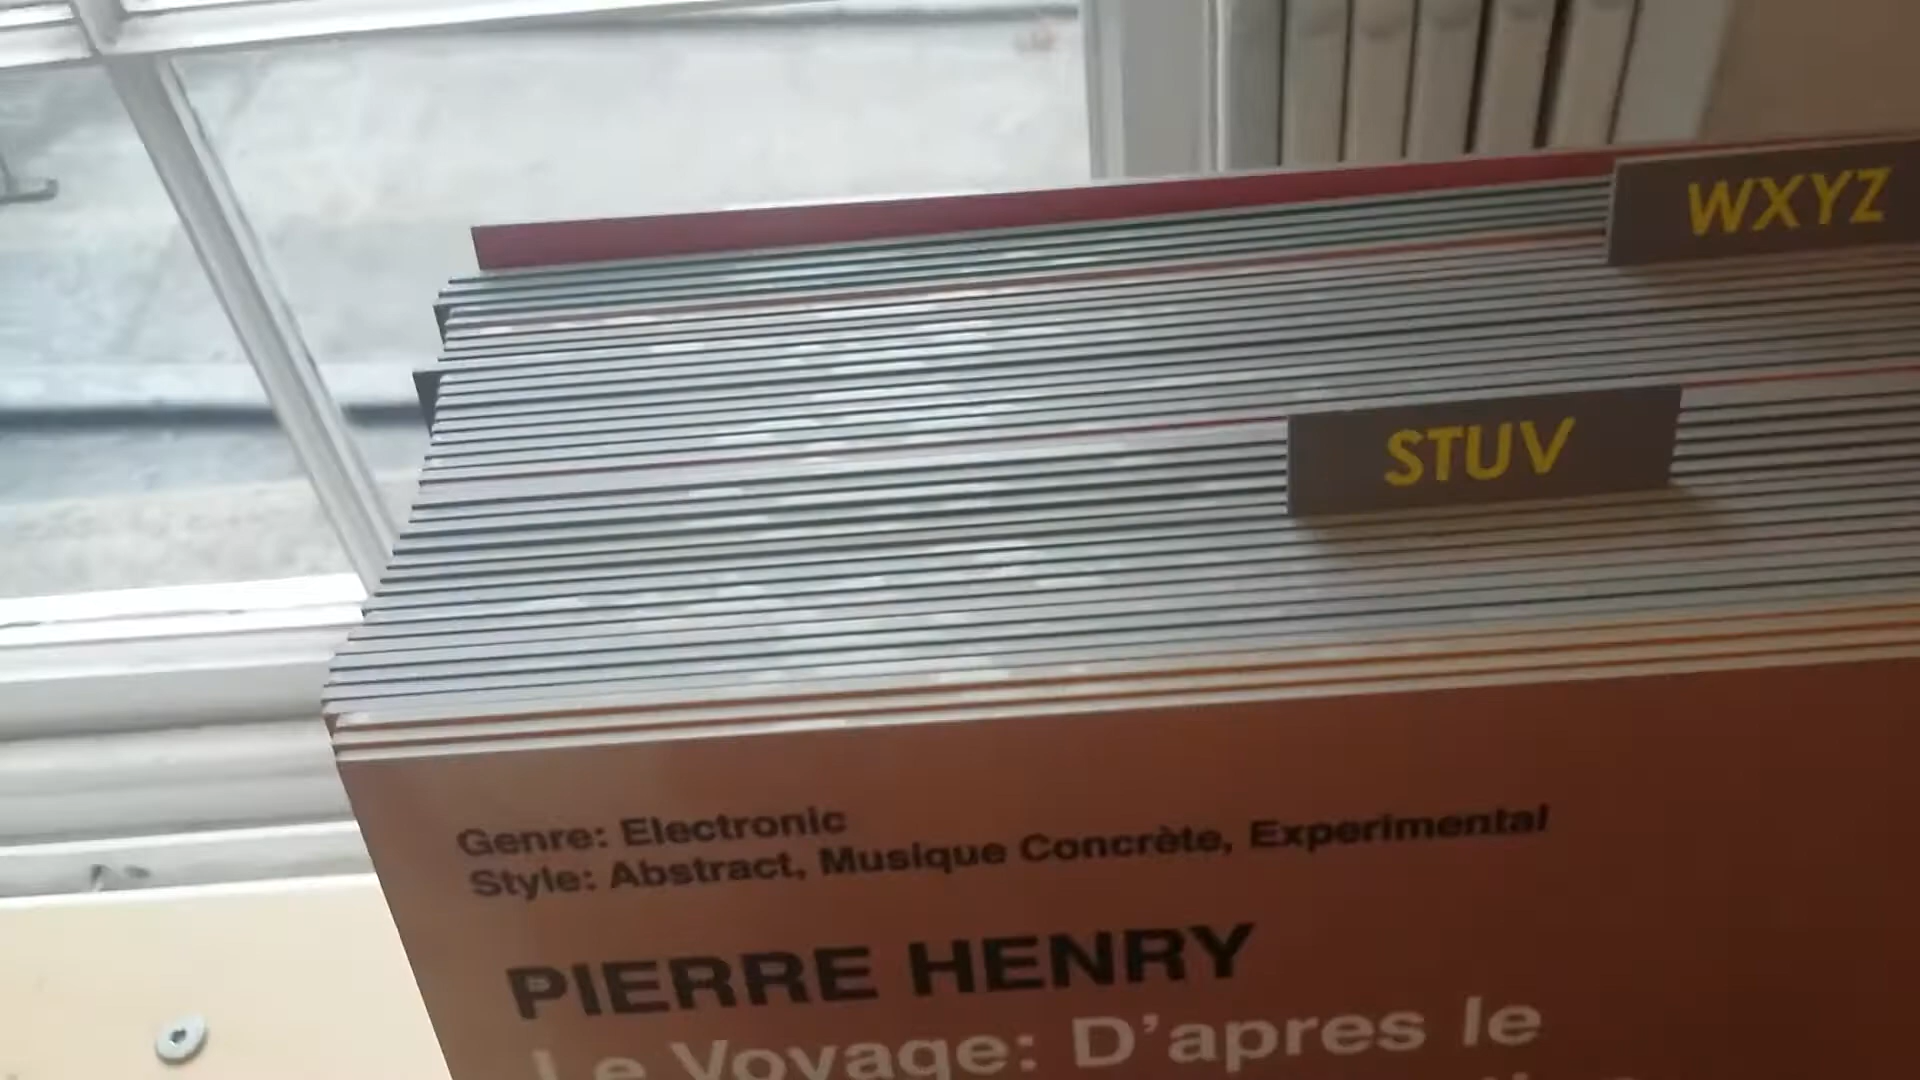 WXYZ
STUV
Genre: Electronic
Style: Abstract, Musique Concrète, Experimental
PIERRE HENRY
Le Voyage: D'apres le